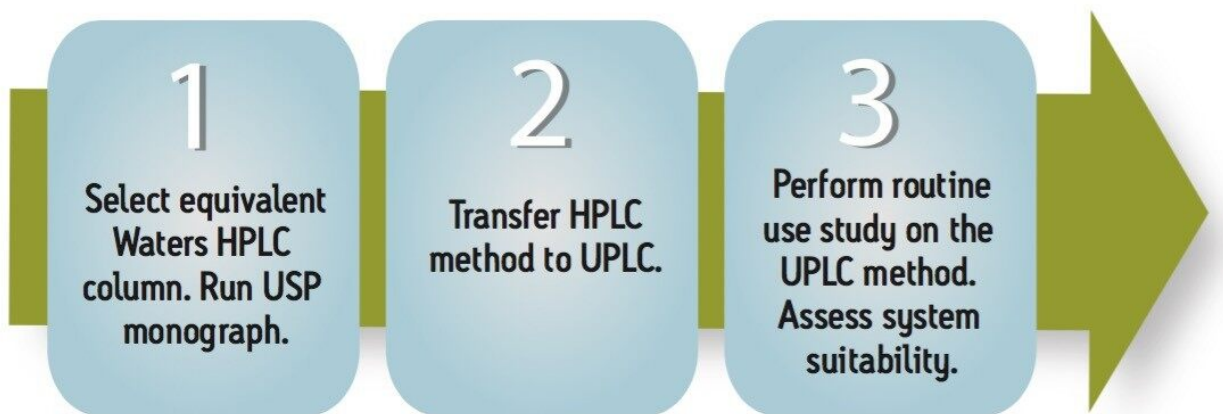 1
Select equivalent
Waters HPLC
column. Run USP
monograph.
2
Transfer HPLC
method to UPLC.
3
Perform routine
use study on the
UPLC method.
Assess system
suitability.